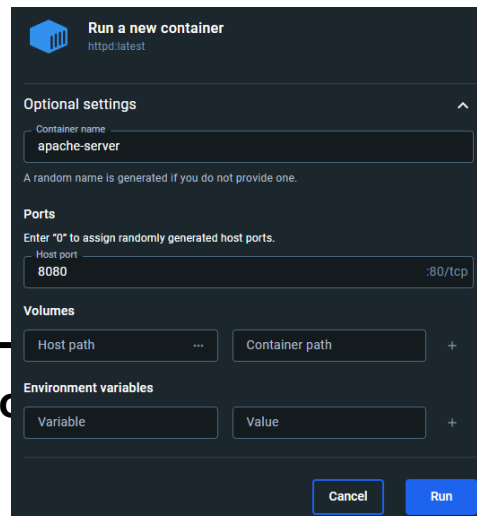 Run a new container
httpd:latest
Optional settings
Container name
apache-server
A random name is generated if you do not provide one.
Ports
Enter "0" to assign randomly generated host ports.
Host port
8080 :80/tcp
Volumes
Host path ... Container path +
Environment variables
Variable Value +
Cancel Run